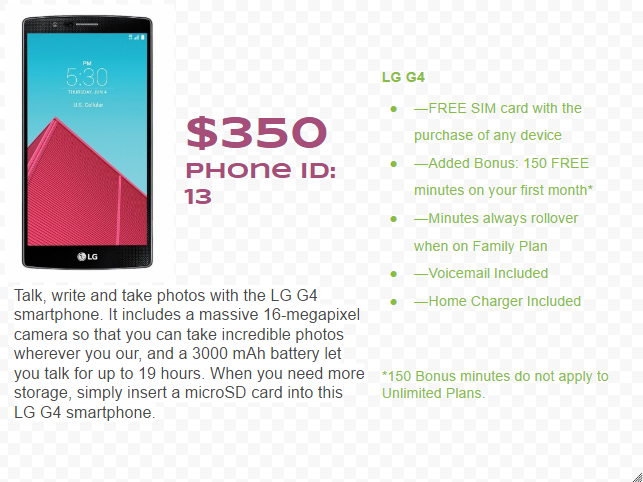 PM
5:30
THURSDAY, JUN 4
U.S. Cellular
LG
$350
PHONE ID:
13
Talk, write and take photos with the LG G4
smartphone. It includes a massive 16-megapixel
camera so that you can take incredible photos
wherever you our, and a 3000 mAh battery let
you talk for up to 19 hours. When you need more
storage, simply insert a microSD card into this
LG G4 smartphone.
LG G4
● —FREE SIM card with the
purchase of any device
● —Added Bonus: 150 FREE
minutes on your first month*
● —Minutes always rollover
when on Family Plan
● —Voicemail Included
● —Home Charger Included
*150 Bonus minutes do not apply to
Unlimited Plans.